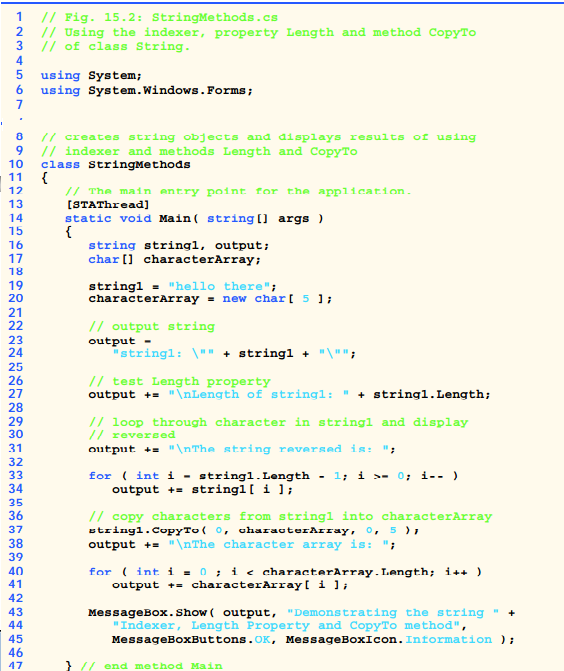 1 // Fig. 15.2: StringMethods.cs
2 // Using the indexer, property Length and method CopyTo
3 // of class String.
4
5 using System;
6 using System.Windows.Forms;
7
8 // creates string objects and displays results of using
9 // indexer and methods Length and CopyTo
10 class StringMethods
11 {
12 // The main entry point for the application.
13 [STAThread]
14 static void Main( string[] args )
15 {
16 string string1, output;
17 char[] characterArray;
18
19 string1 = "hello there";
20 characterArray = new char[ 5 ];
21
22 // output string
23 output =
24 "string1: \"" + string1 + "\"";
25
26 // test Length property
27 output += "\nLength of string1: " + string1.Length;
28
29 // loop through character in string1 and display
30 // reversed
31 output += "\nThe string reversed is: ";
32
33 for ( int i = string1.Length - 1; i >= 0; i-- )
34 output += string1[ i ];
35
36 // copy characters from string1 into characterArray
37 string1.CopyTo( 0, characterArray, 0, 5 );
38 output += "\nThe character array is: ";
39
40 for ( int i = 0 ; i < characterArray.Length; i++ )
41 output += characterArray[ i ];
42
43 MessageBox.Show( output, "Demonstrating the string " +
44 "Indexer, Length Property and CopyTo method",
45 MessageBoxButtons.OK, MessageBoxIcon.Information );
46
47 } // end method Main